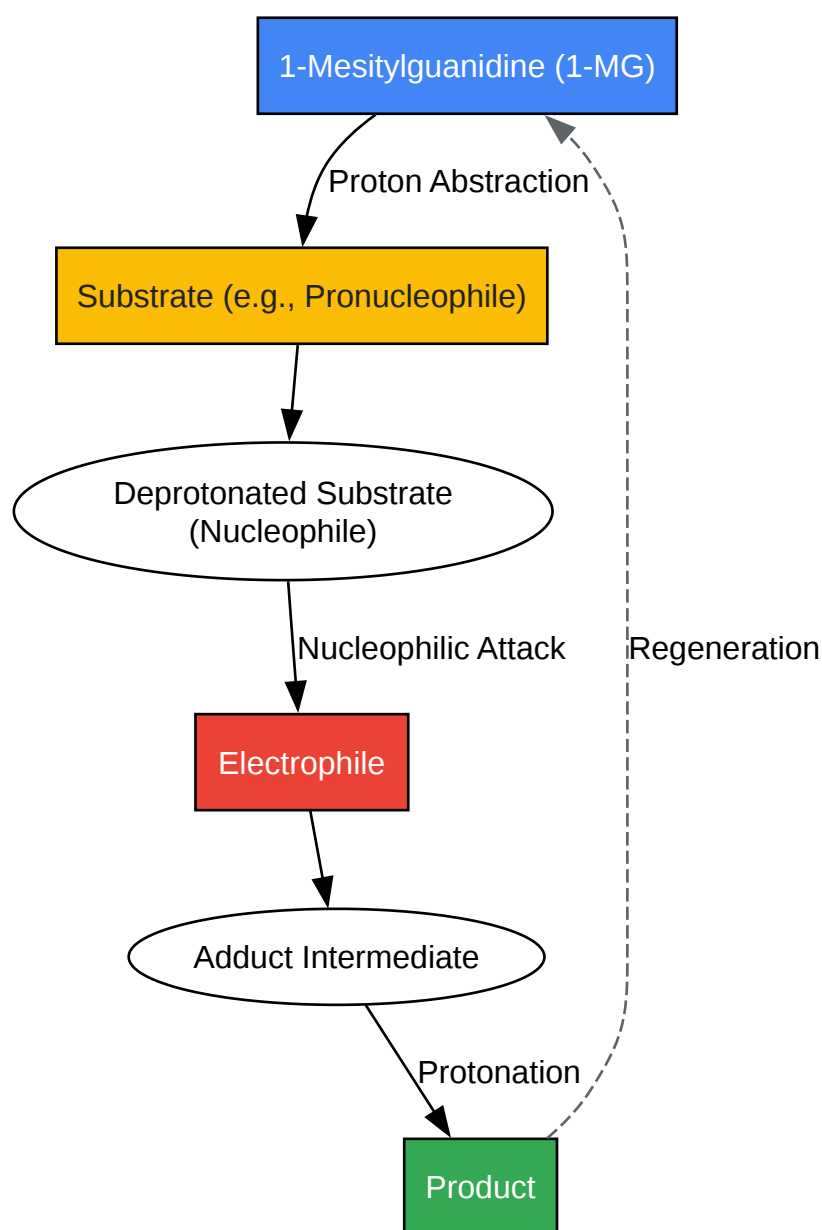 1-Mesitylguanidine (1-MG)
Proton Abstraction
Substrate (e.g., Pronucleophile)
Deprotonated Substrate
(Nucleophile)
Nucleophilic Attack
Regeneration
Electrophile
Adduct Intermediate
Protonation
Product